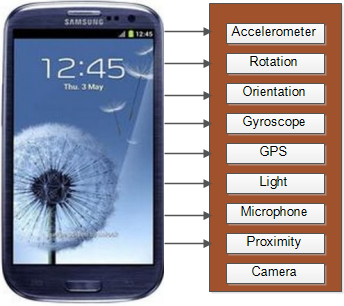 SAMSUNG
12:45
12:45
Thu. 3 May
Accelerometer
Rotation
Orientation
Gyroscope
GPS
Light
Microphone
Proximity
Camera